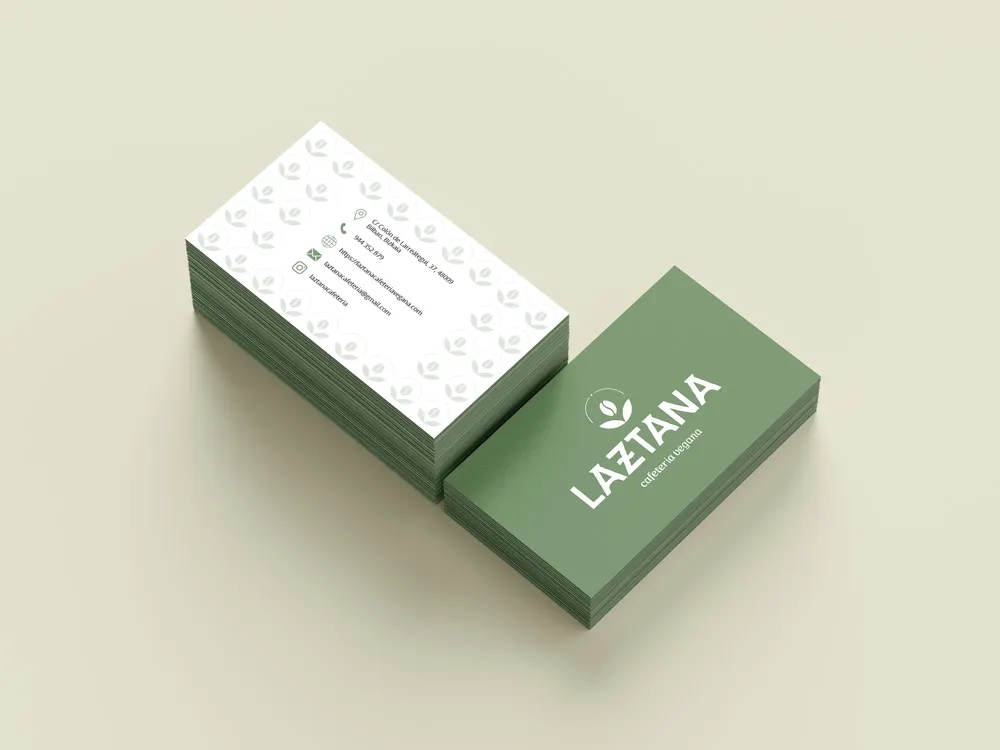 C/ Colón de Larreátegui, 37, 48009
Bilbao, Bizkaia
944 352 679
https://laztanacafeteriavegana.com
laztanacafeteria@gmail.com
laztanacafeteria
LAZTANA
cafetería vegana